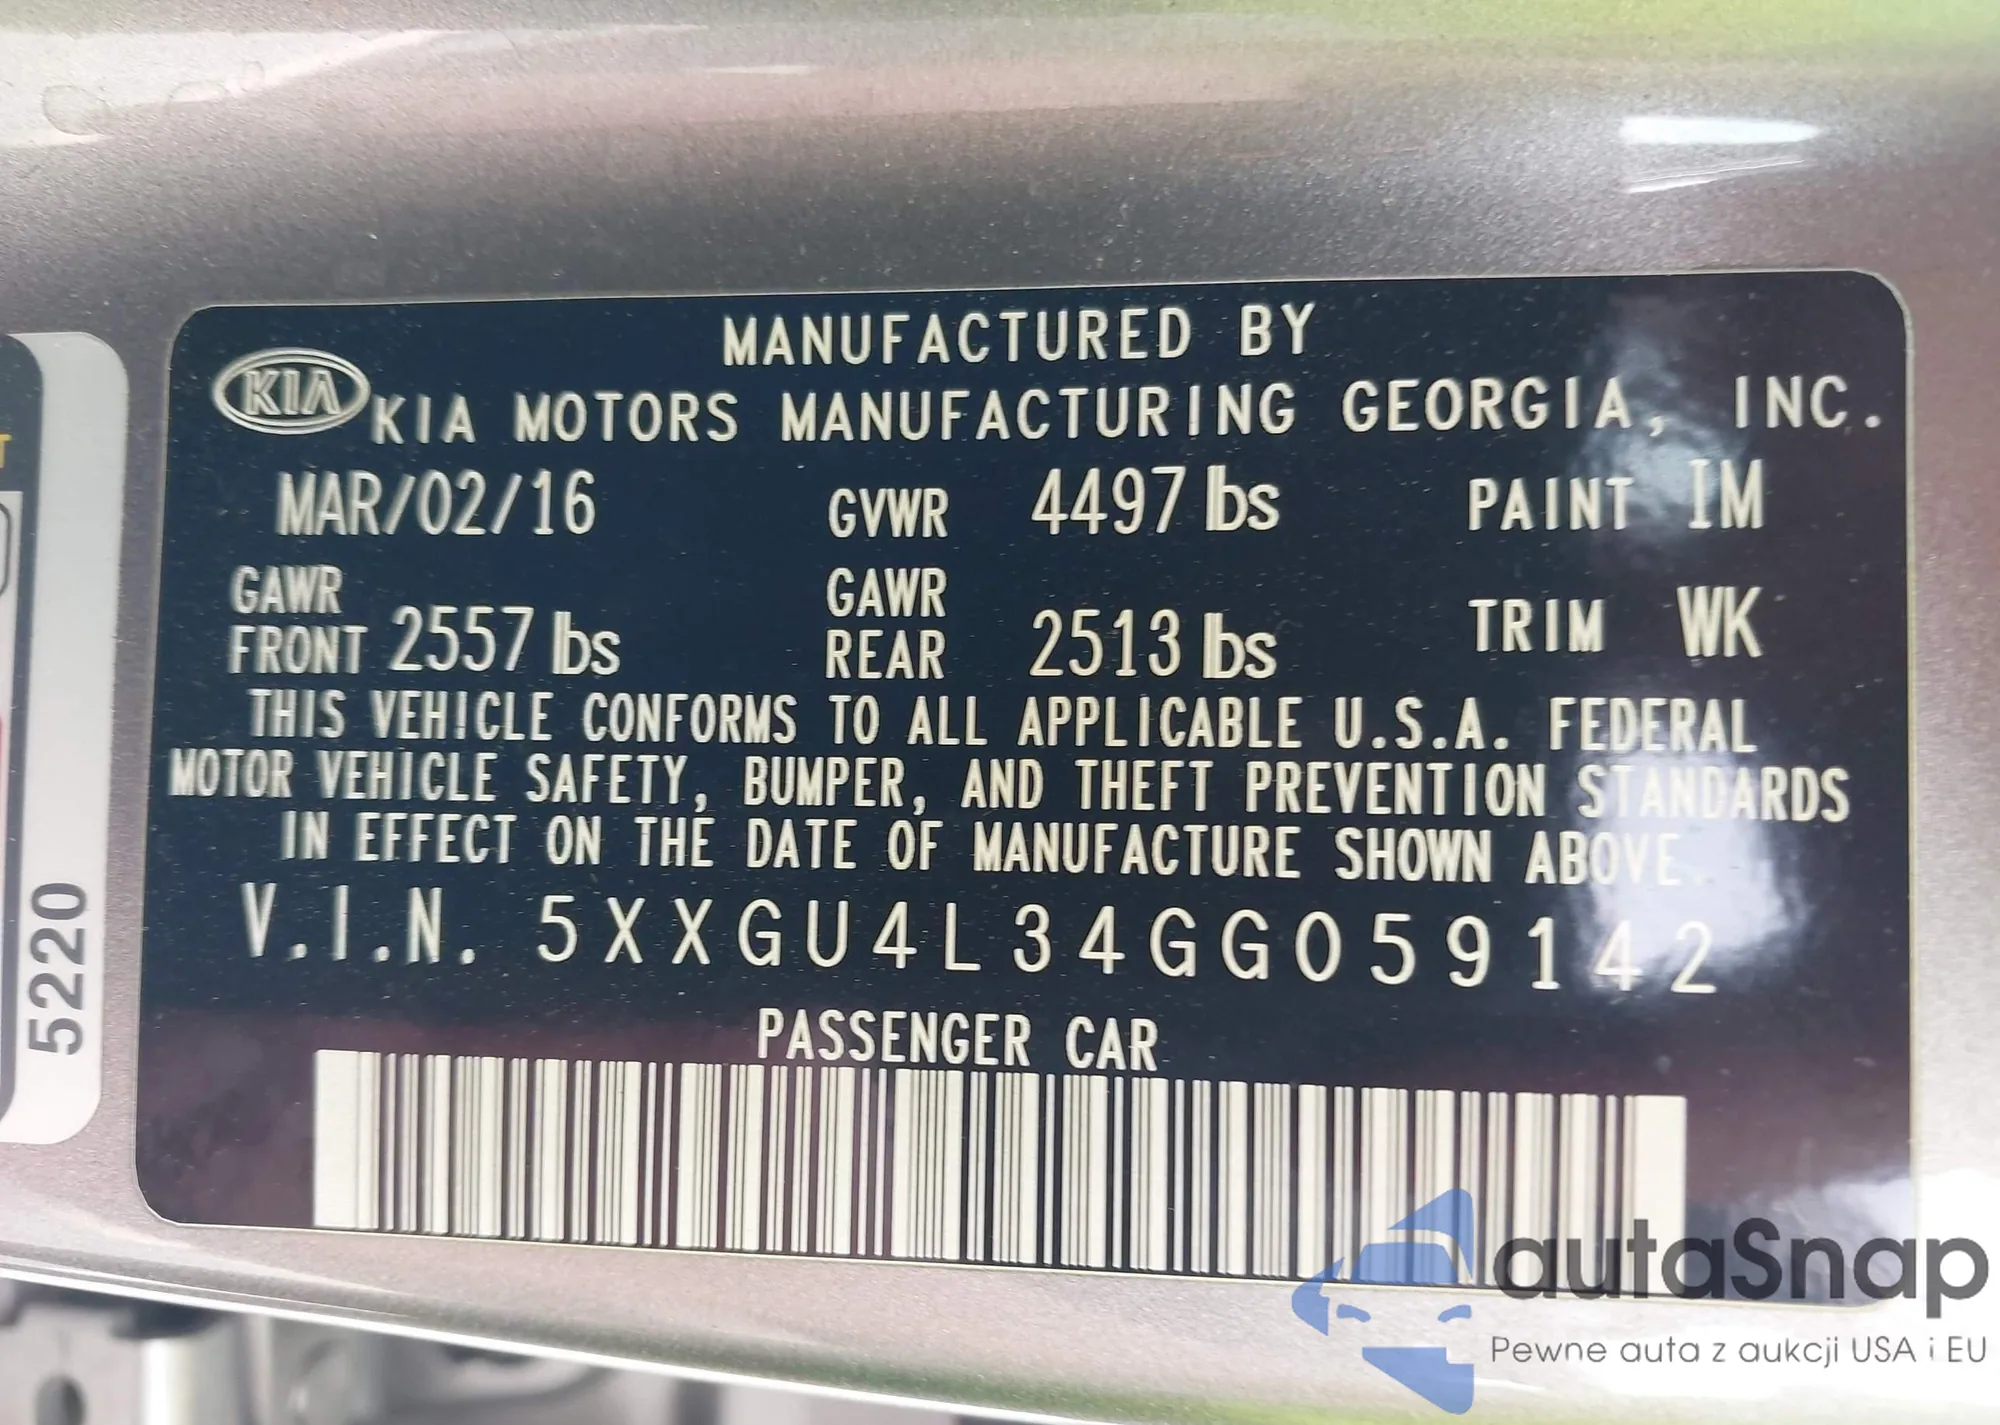 MANUFACTURED BY
KIA KIA MOTORS MANUFACTURING GEORGIA, INC.
MAR/02/16 GVWR 4497 lbs PAINT IM
GAWR FRONT 2557 lbs GAWR REAR 2513 lbs TRIM WK
THIS VEHICLE CONFORMS TO ALL APPLICABLE U.S.A. FEDERAL
MOTOR VEHICLE SAFETY, BUMPER, AND THEFT PREVENTION STANDARDS
IN EFFECT ON THE DATE OF MANUFACTURE SHOWN ABOVE.
V.I.N. 5XXGU4L34GG059142
PASSENGER CAR
5220
T
autaSnap
Pewne auta z aukcji USA i EU